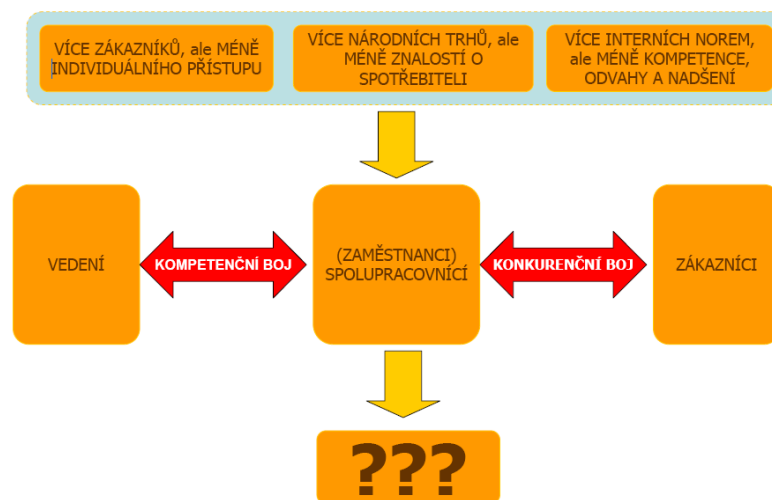 VÍCE ZÁKAZNÍKŮ, ale MÉNĚ
INDIVIDUÁLNÍHO PŘÍSTUPU
VÍCE NÁRODNÍCH TRHŮ, ale
MÉNĚ ZNALOSTÍ O
SPOTŘEBITELI
VÍCE INTERNÍCH NOREM,
ale MÉNĚ KOMPETENCE,
ODVAHY A NADŠENÍ
VEDENÍ
KOMPETENČNÍ BOJ
(ZAMĚSTNANCI)
SPOLUPRACOVNÍCÍ
KONKURENČNÍ BOJ
ZÁKAZNÍCI
???